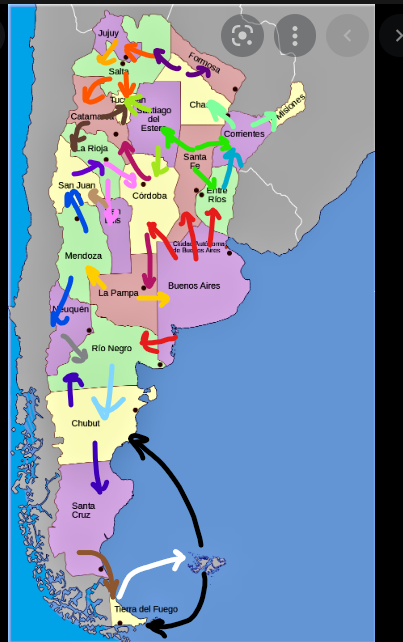 Jujuy
Formosa
Salta
Chac
Misiones
Tucumán
Santiago
del
Estero
Catamarca
Corrientes
La Rioja
Santa
Fe
San Juan
Córdoba
Entre
Ríos
San
Luis
Ciudad Autónoma
de Buenos Aires
Mendoza
Buenos Aires
La Pampa
Neuquén
Río Negro
Chubut
Santa
Cruz
Tierra del Fuego